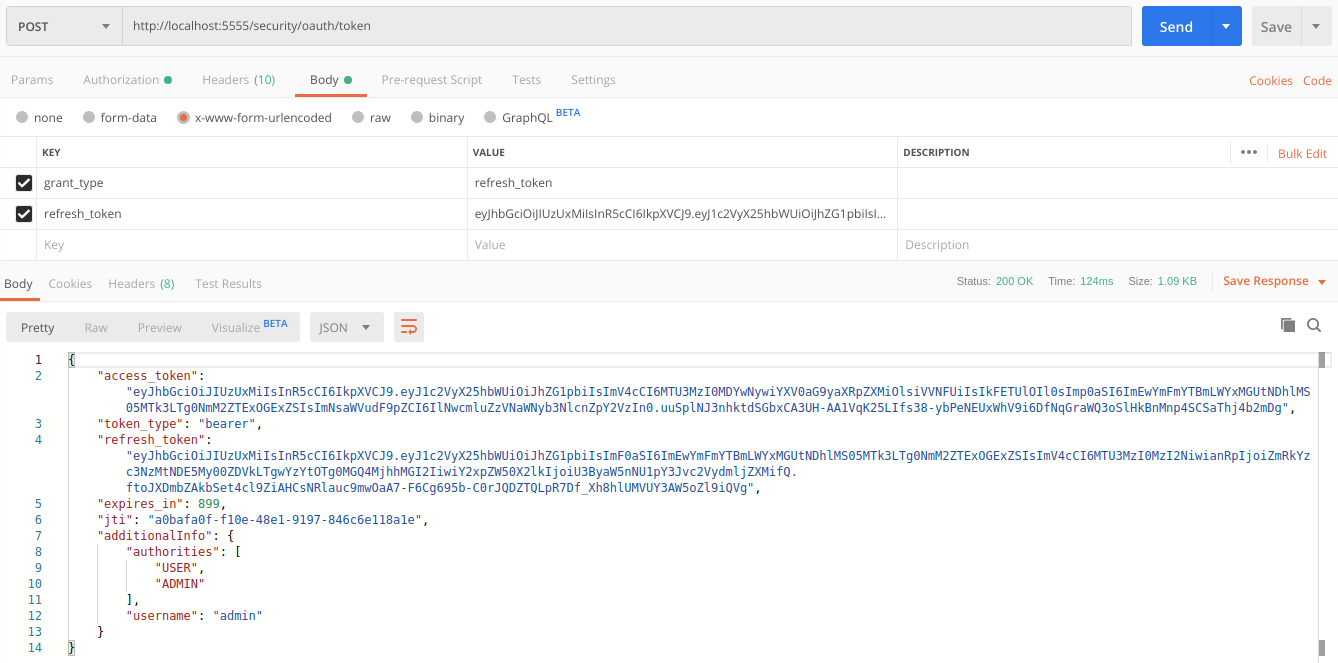 POST http://localhost:5555/security/oauth/token Send Save
Params Authorization Headers (10) Body Pre-request Script Tests Settings Cookies Code
none form-data x-www-form-urlencoded raw binary GraphQL BETA
KEY VALUE DESCRIPTION ••• Bulk Edit
grant_type refresh_token
refresh_token eyJhbGciOiJIUzUxMiIsInR5cCI6IkpXVCJ9.eyJ1c2VyX25hbWUiOiJhZG1pbiIsI...
Key Value Description
Body Cookies Headers (8) Test Results Status: 200 OK Time: 124ms Size: 1.09 KB Save Response
Pretty Raw Preview Visualize BETA JSON
1 {
2 "access_token":
"eyJhbGciOiJIUzUxMiIsInR5cCI6IkpXVCJ9.eyJ1c2VyX25hbWUiOiJhZG1pbiIsImV4cCI6MTU3MzI0MDYwNywiYXV0aG9yaXRpZXMiOlsiVVNFUiIsIkFETUlOIl0sImp0aSI6ImEwYmFmYTBmLWYxMGUtNDhlMS
05MTk3LTg0NmM2ZTExOGExZSIsImNsaWVudF9pZCI6IlNwcmluZzVNaWNyb3NlcnZpY2VzIn0.uuSplNJ3nhktdSGbxCA3UH-AA1VqK25LIfs38-ybPeNEUxWhV9i6DfNqGraWQ3oSlHkBnMnp4SCSaThj4b2mDg",
3 "token_type": "bearer",
4 "refresh_token":
"eyJhbGciOiJIUzUxMiIsInR5cCI6IkpXVCJ9.eyJ1c2VyX25hbWUiOiJhZG1pbiIsImF0aSI6ImEwYmFmYTBmLWYxMGUtNDhlMS05MTk3LTg0NmM2ZTExOGExZSIsImV4cCI6MTU3MzI0MzI2NiwianRpIjoiZmRkYz
c3NzMtNDE5My00ZDVkLTgwYzYtOTg0MGQ4MjhhMGI2IiwiY2xpZW50X2lkIjoiU3ByaW5nNU1pY3Jvc2VydmljZXMifQ.
ftoJXDmbZAkbSet4cl9ZiAHCsNRlauc9mwOaA7-F6Cg695b-C0rJQDZTQLpR7Df_Xh8hlUMVUY3AW5oZl9iQVg",
5 "expires_in": 899,
6 "jti": "a0bafa0f-f10e-48e1-9197-846c6e118a1e",
7 "additionalInfo": {
8 "authorities": [
9 "USER",
10 "ADMIN"
11 ],
12 "username": "admin"
13 }
14 }